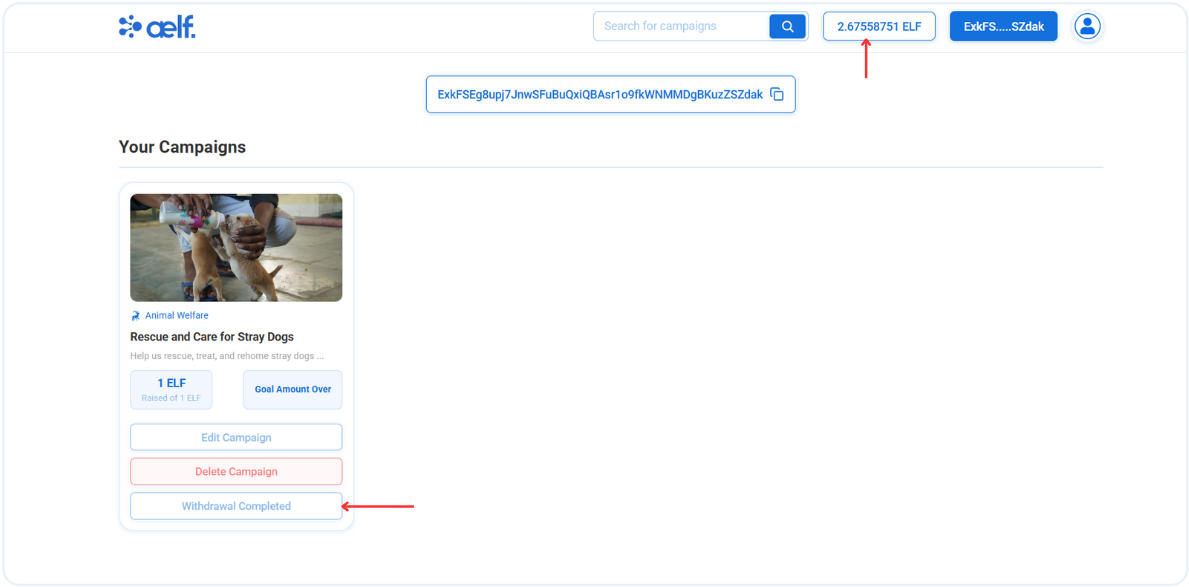 aelf.
Search for campaigns
2.67558751 ELF
ExkFS.....SZdak
ExkFSEg8upj7JnwSFuBuQxiQBAsr1o9fkWNMMDgBKuzZSZdak
Your Campaigns
Animal Welfare
Rescue and Care for Stray Dogs
Help us rescue, treat, and rehome stray dogs ...
1 ELF
Raised of 1 ELF
Goal Amount Over
Edit Campaign
Delete Campaign
Withdrawal Completed